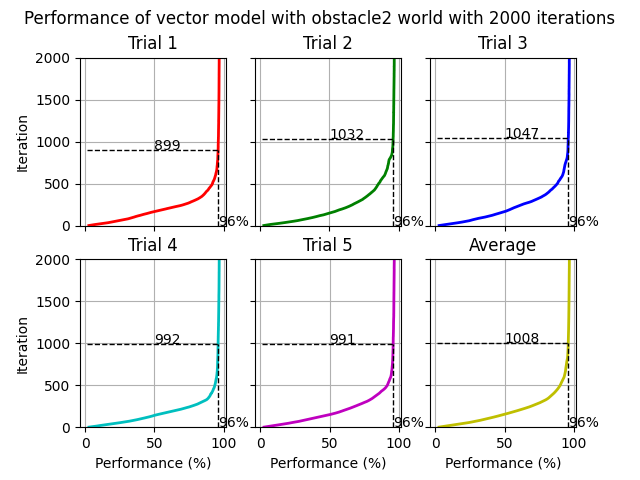 Performance of vector model with obstacle2 world with 2000 iterations
Trial 1
Trial 2
Trial 3
2000
1500
1000
500
0
Iteration
899
96%
1032
96%
1047
96%
Trial 4
Trial 5
Average
2000
1500
1000
500
0
Iteration
992
96%
991
96%
1008
96%
0 50 100
0 50 100
0 50 100
Performance (%)
Performance (%)
Performance (%)